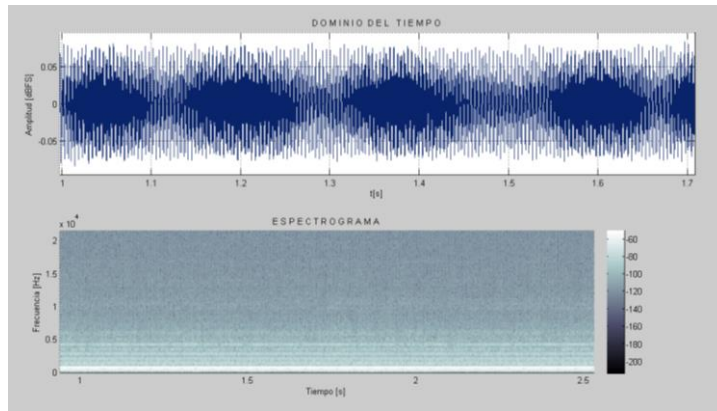 DOMINIO DEL TIEMPO
Amplitud [dBFS]
0.05
0
-0.05
1 1.1 1.2 1.3 1.4 1.5 1.6 1.7
t[s]
ESPECTROGRAMA
x 10^4
Frecuencia [Hz]
2
1.5
1
0.5
0
1 1.5 2 2.5
Tiempo [s]
-60
-80
-100
-120
-140
-160
-180
-200